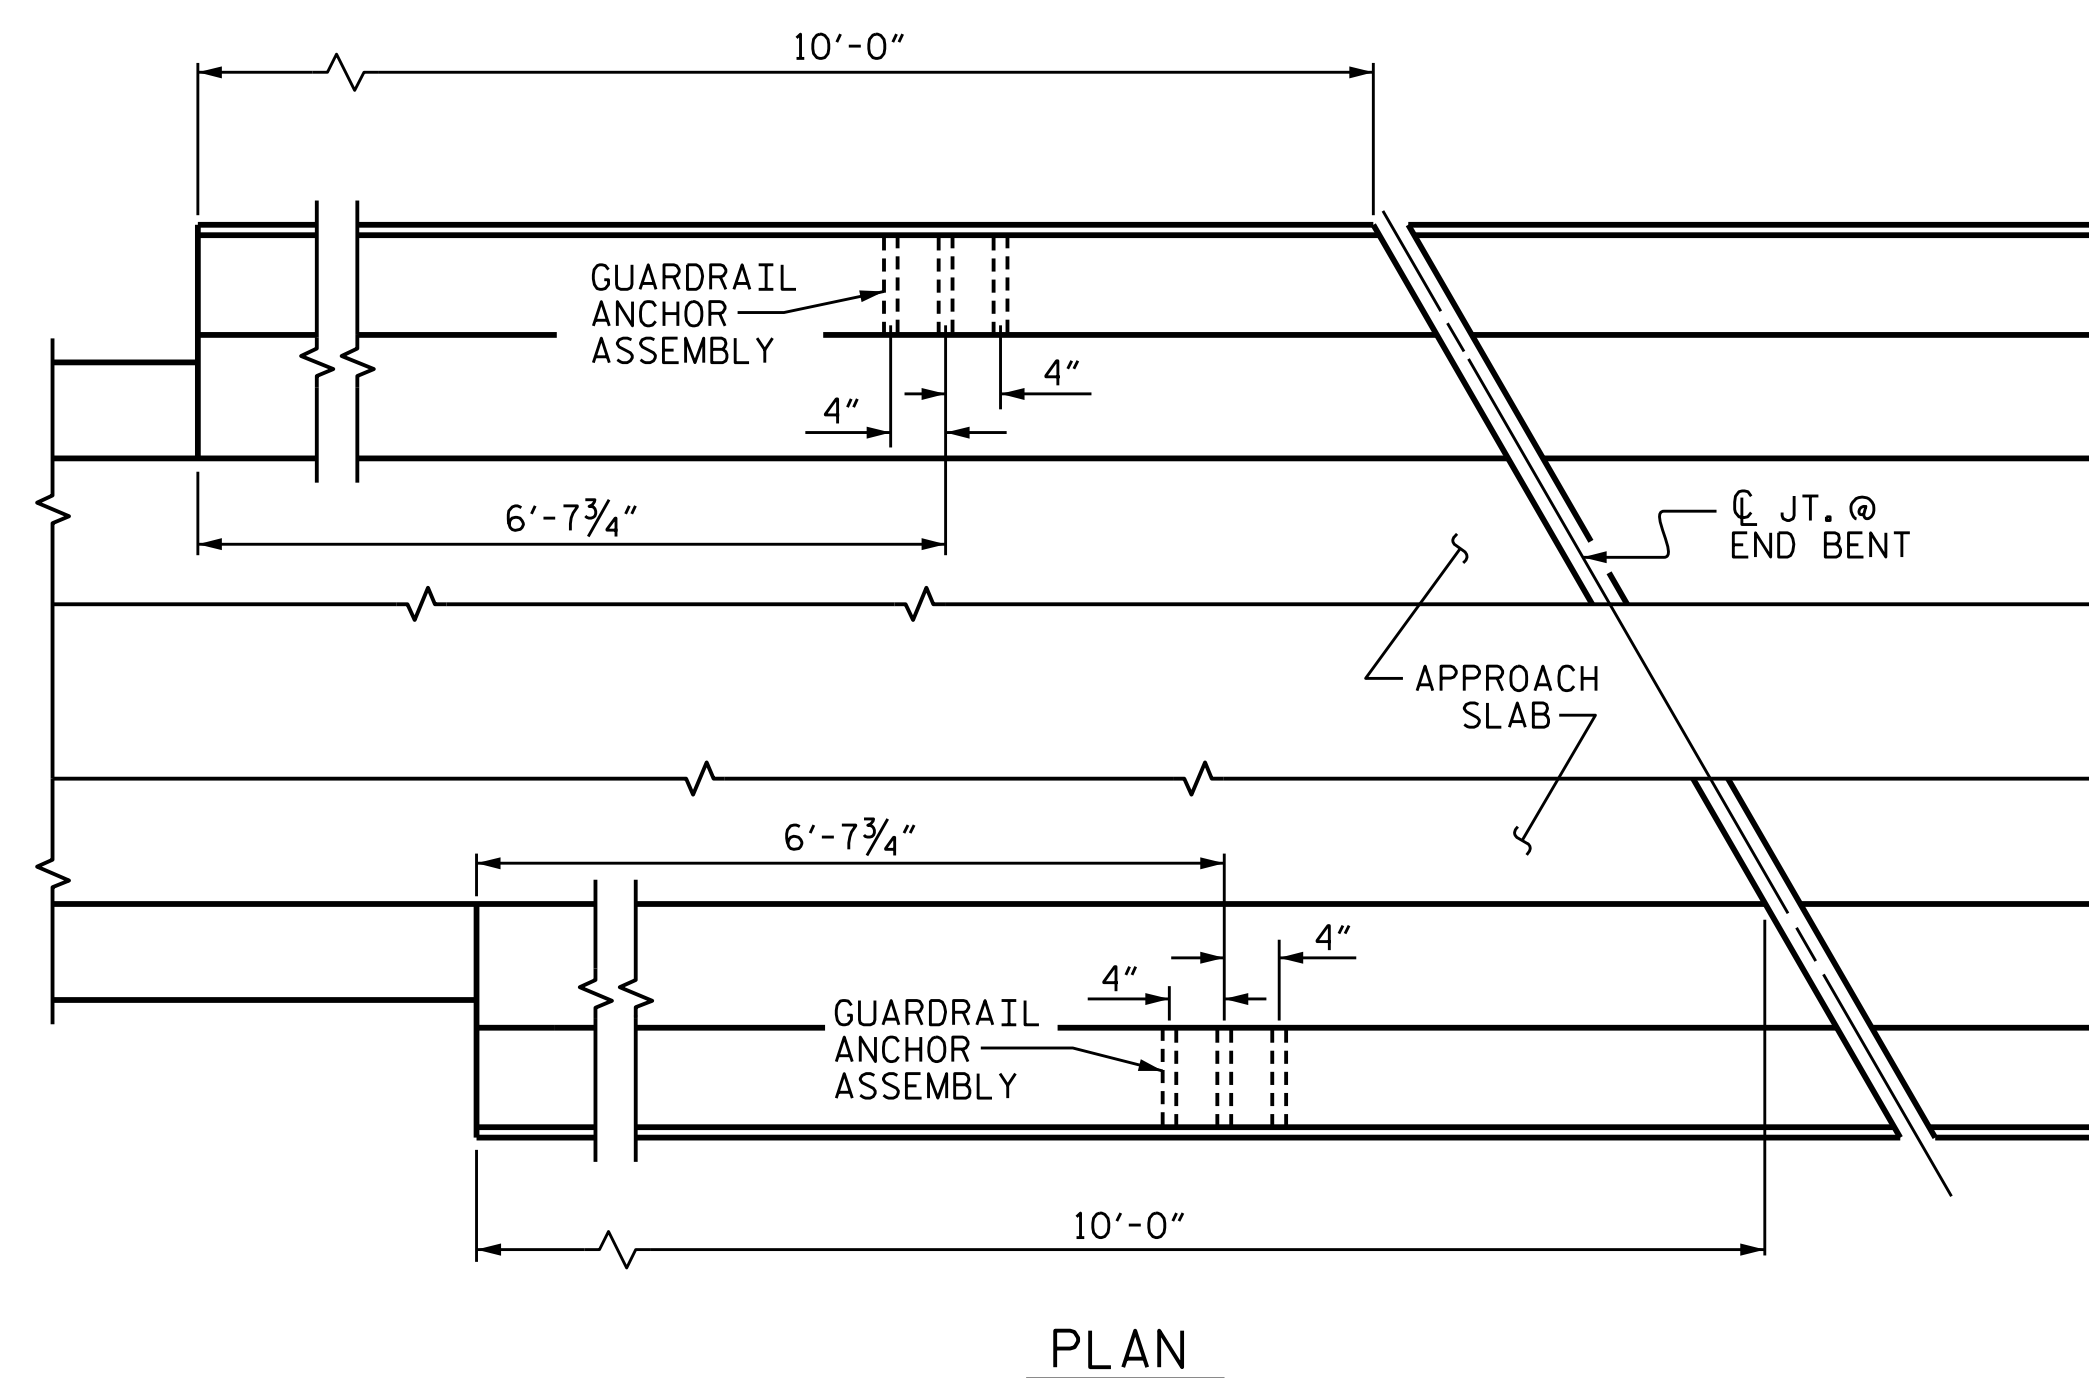 10'-0"
GUARDRAIL
ANCHOR
ASSEMBLY
4"
4"
6'-7¾"
℄ JT. @
END BENT
APPROACH
SLAB
6'-7¾"
4"
4"
GUARDRAIL
ANCHOR
ASSEMBLY
10'-0"
PLAN